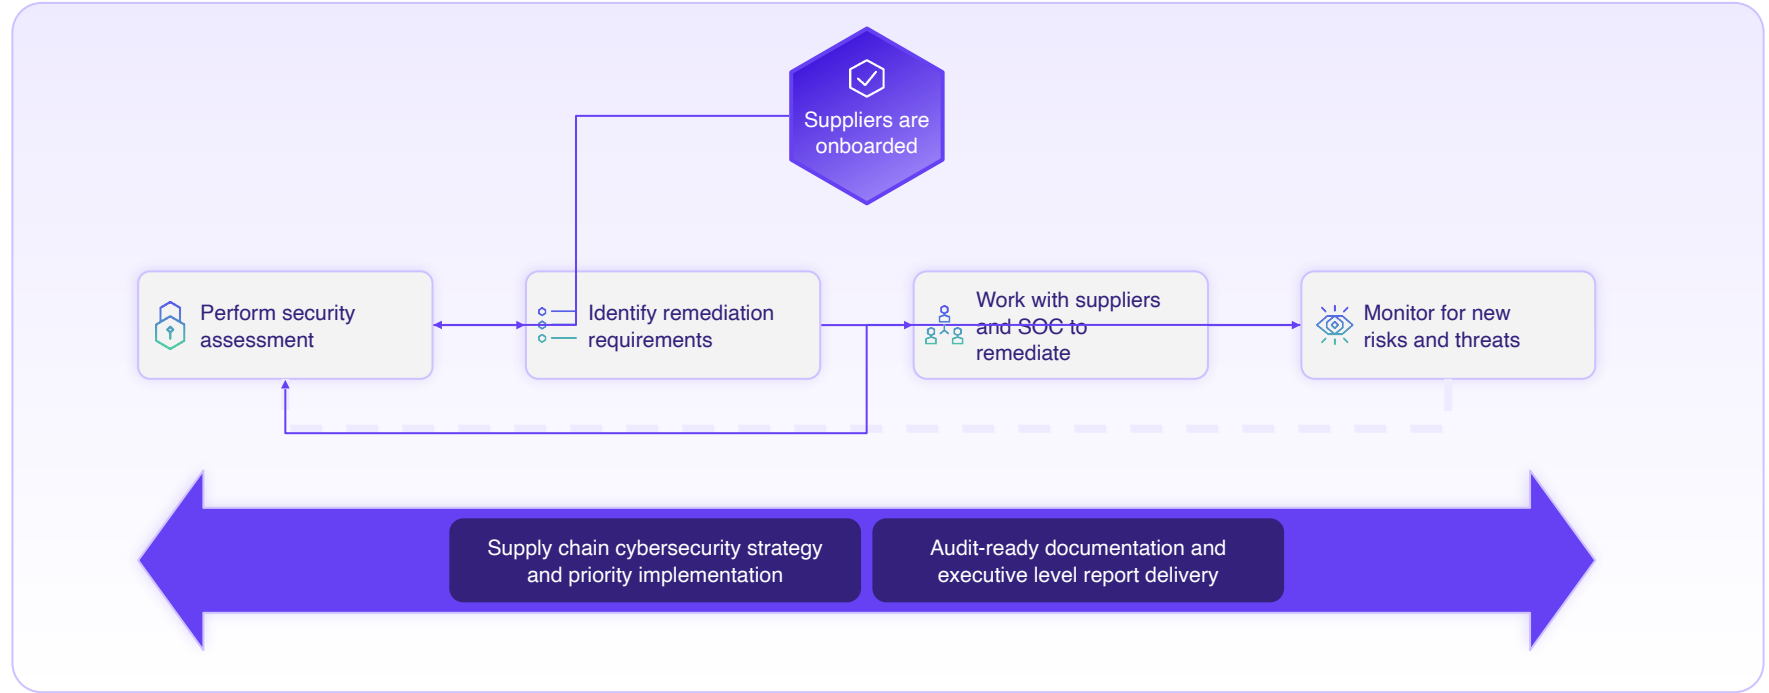 Suppliers are
onboarded
Perform security
assessment
Identify remediation
requirements
Work with suppliers
and SOC to
remediate
Monitor for new
risks and threats
Supply chain cybersecurity strategy
and priority implementation
Audit-ready documentation and
executive level report delivery